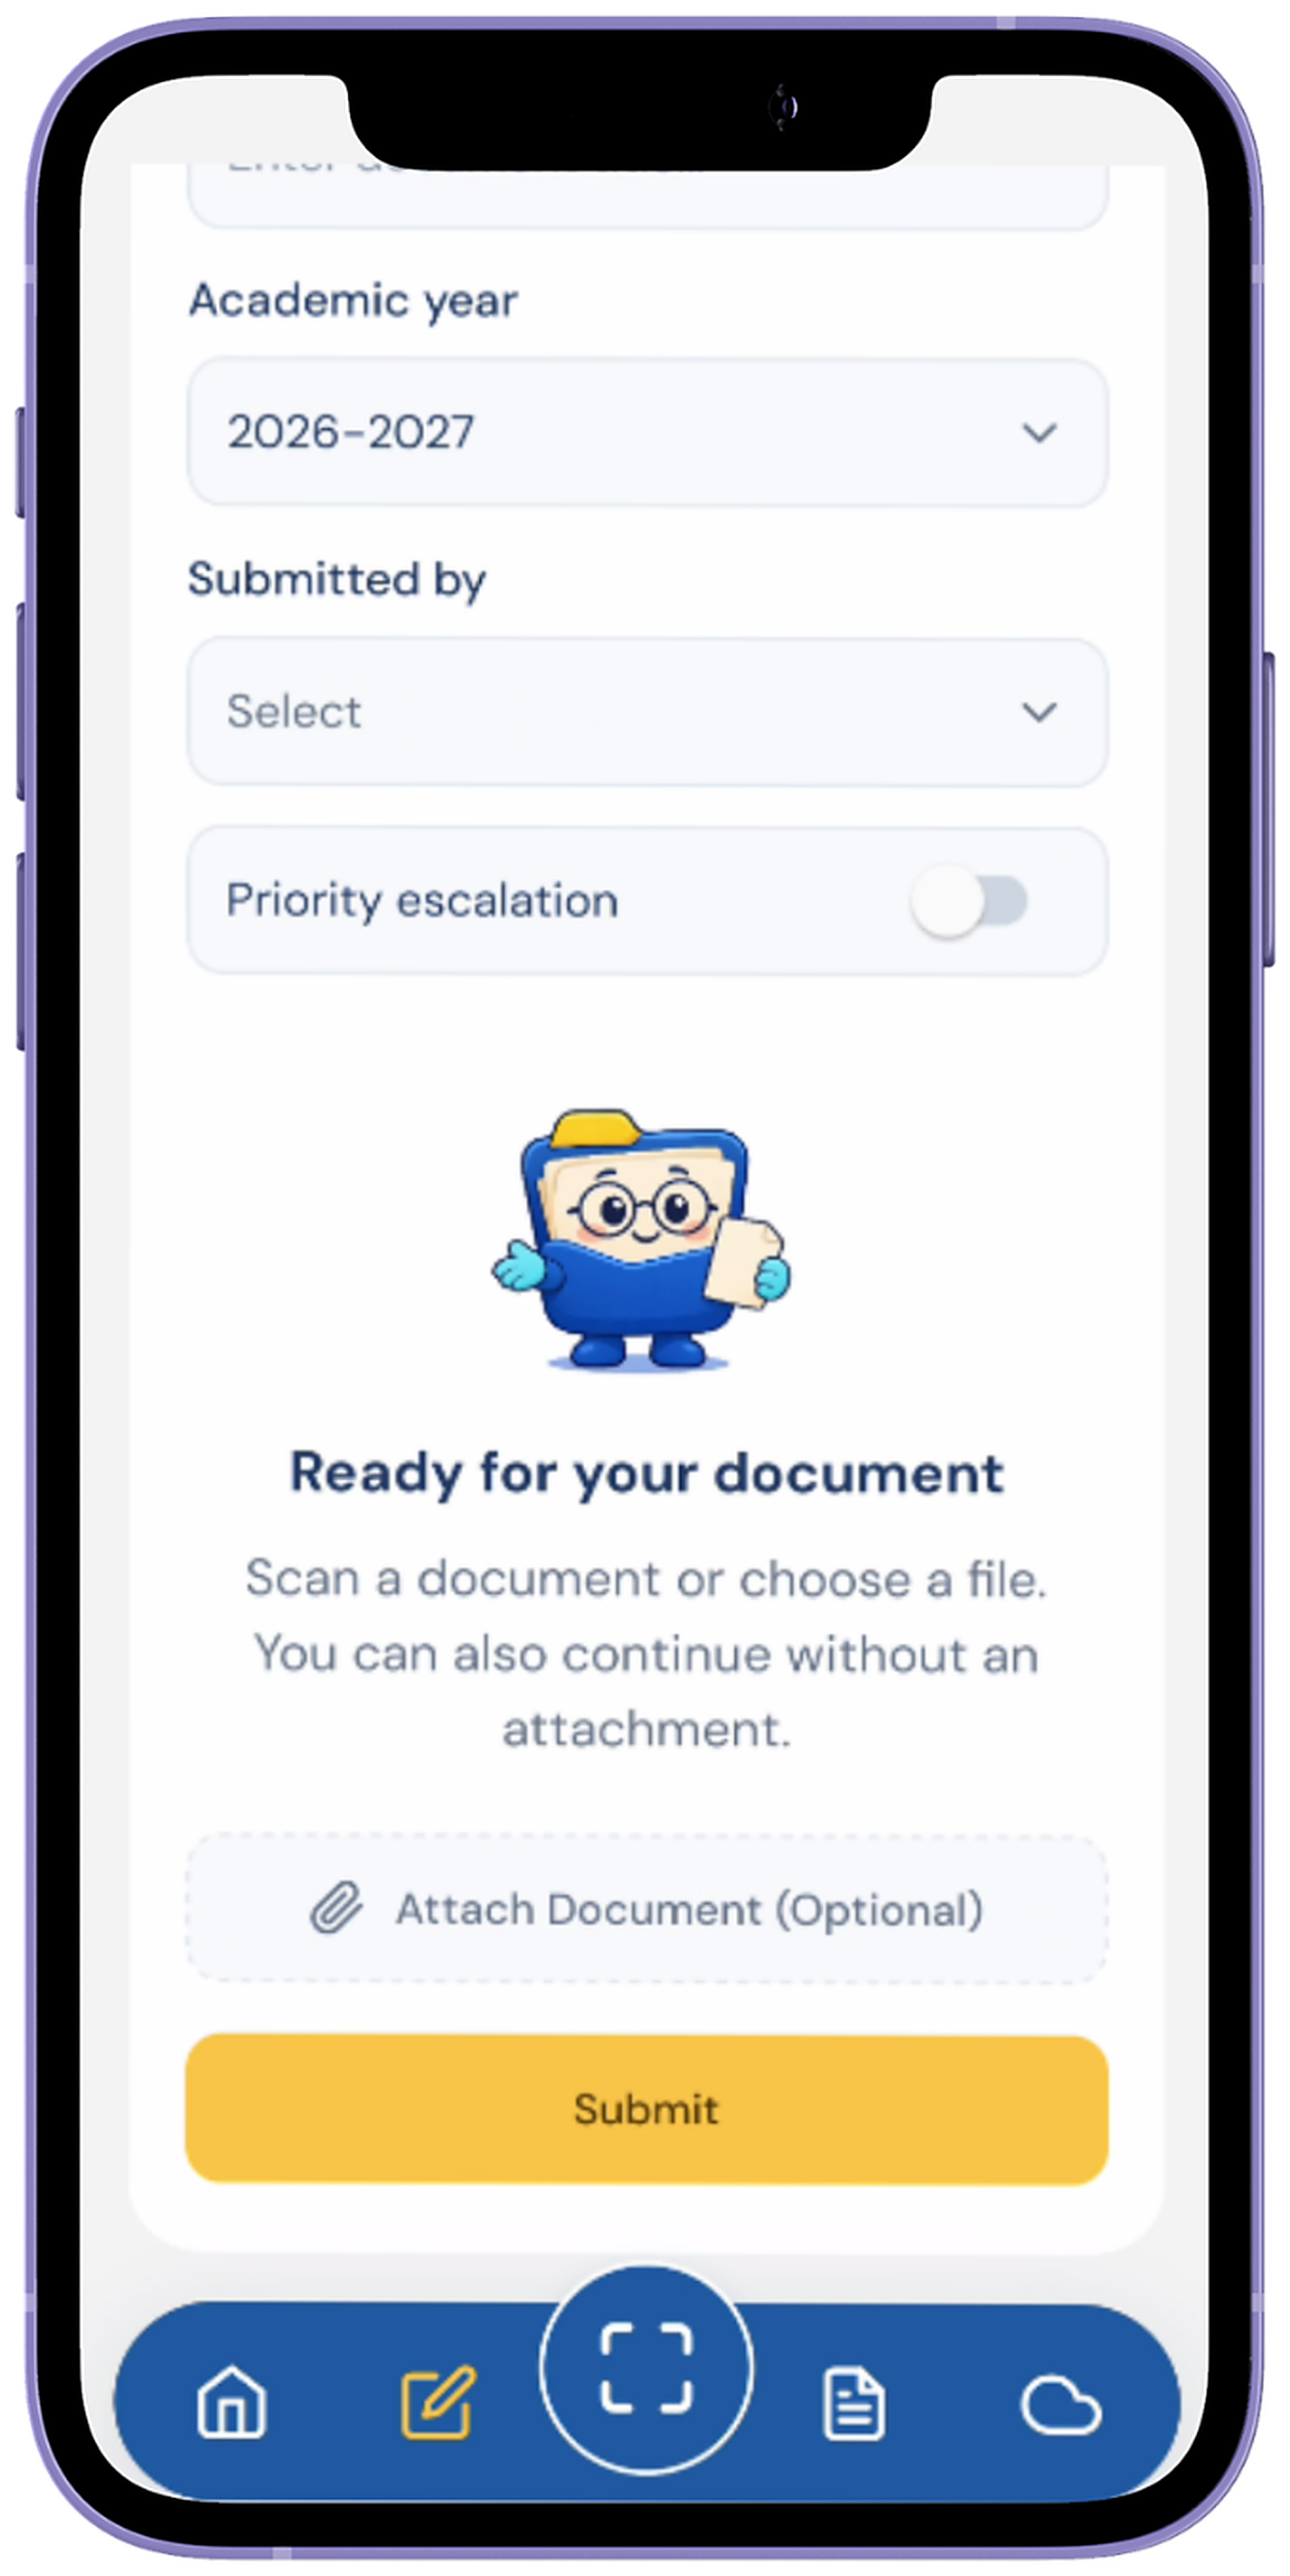 Academic year
2026-2027
Submitted by
Select
Priority escalation
Ready for your document
Scan a document or choose a file.
You can also continue without an
attachment.
Attach Document (Optional)
Submit